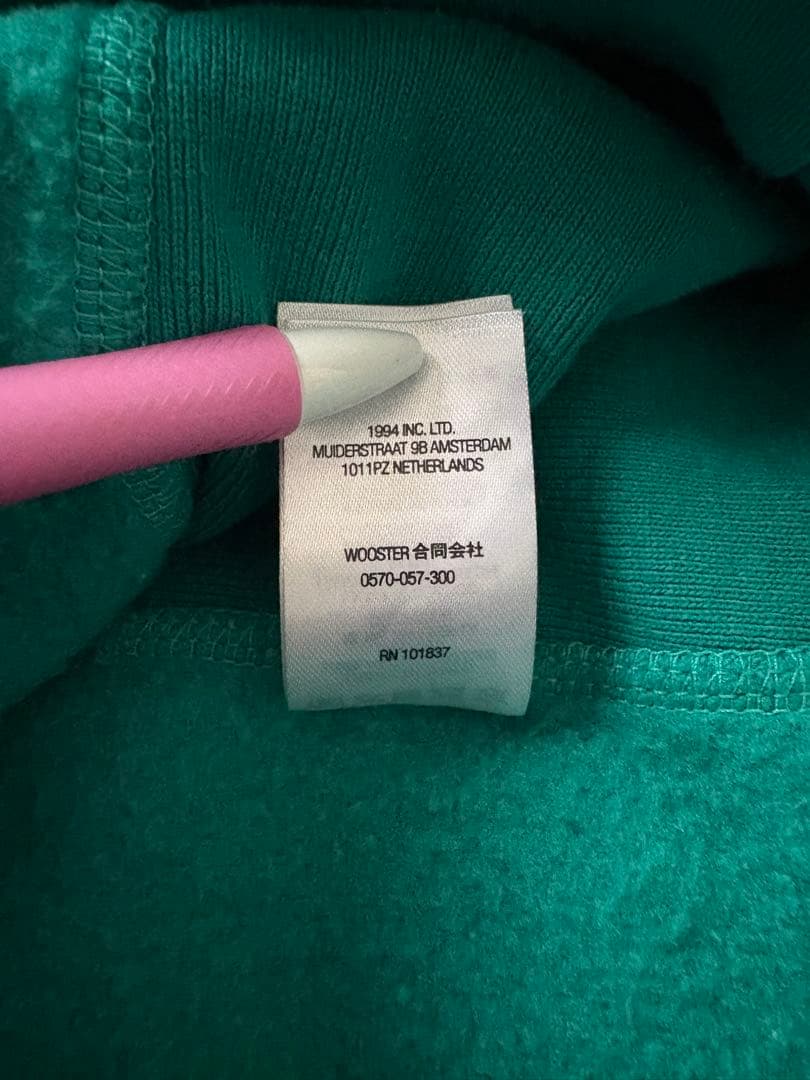 1994 INC. LTD.
MUIDERSTRAAT 9B AMSTERDAM
1011PZ NETHERLANDS
WOOSTER 合同会社
0570-057-300
RN 101837